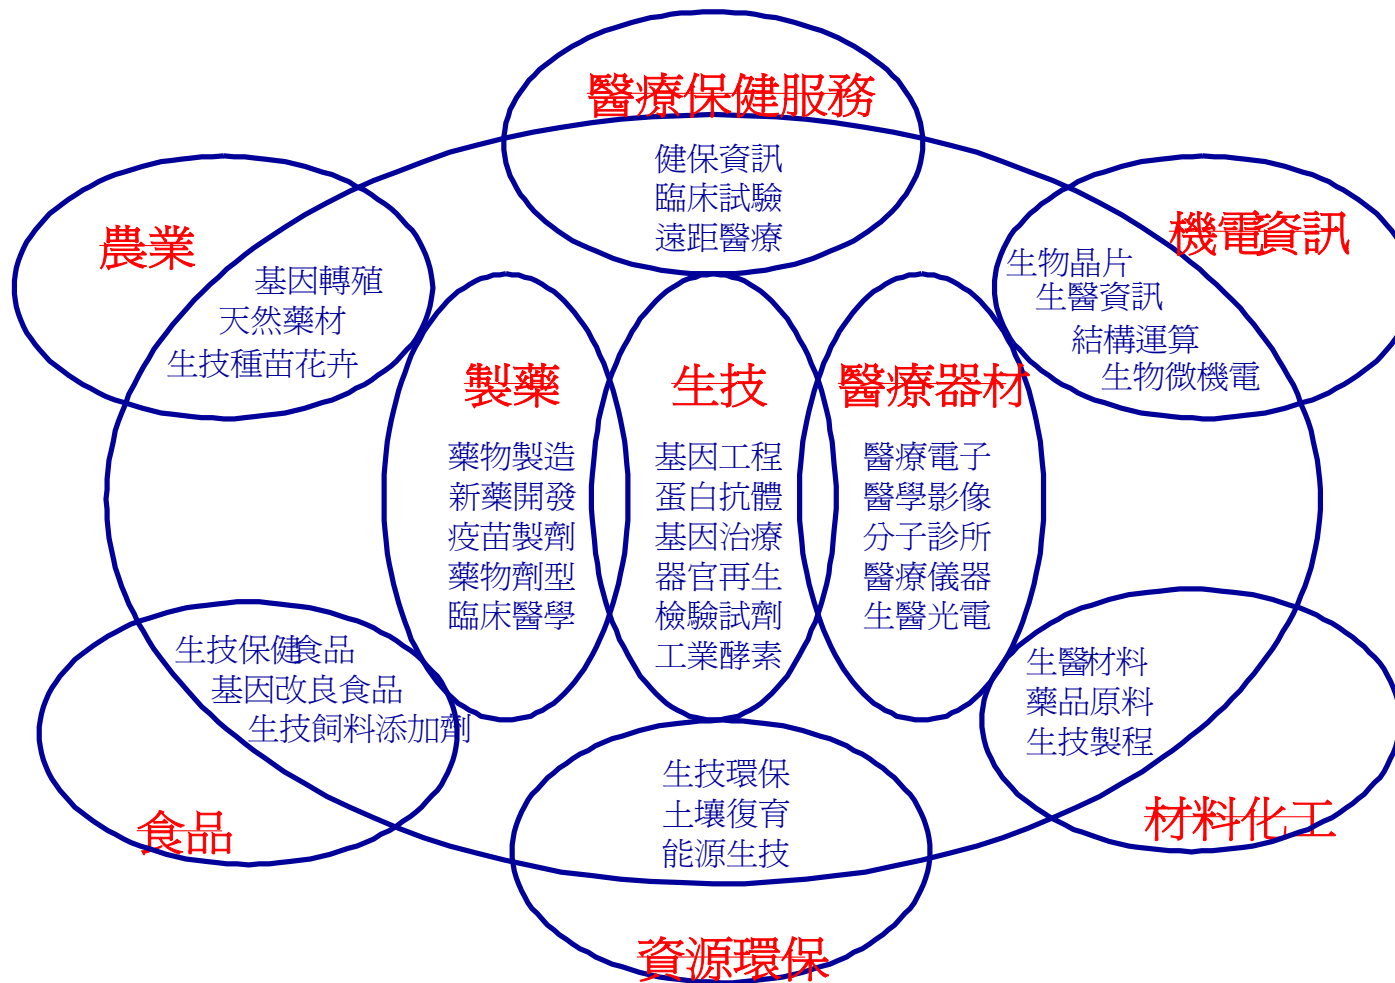 醫療保健服務
健保資訊
臨床試驗
遠距醫療
農業
基因轉殖
天然藥材
生技種苗花卉
機電資訊
生物晶片
生醫資訊
結構運算
生物微機電
製藥
藥物製造
新藥開發
疫苗製劑
藥物劑型
臨床醫學
生技
基因工程
蛋白抗體
基因治療
器官再生
檢驗試劑
工業酵素
醫療器材
醫療電子
醫學影像
分子診所
醫療儀器
生醫光電
生技保健食品
基因改良食品
生技飼料添加劑
食品
生技環保
土壤復育
能源生技
資源環保
生醫材料
藥品原料
生技製程
材料化工